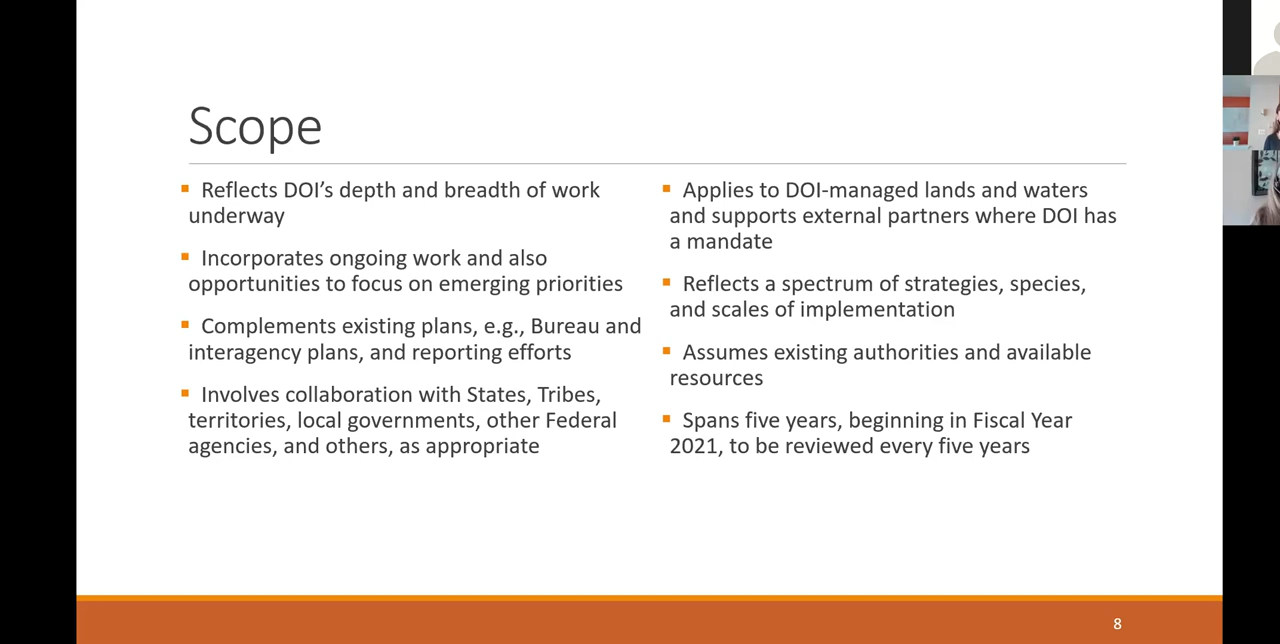 Scope
Reflects DOI’s depth and breadth of work
underway
Incorporates ongoing work and also
opportunities to focus on emerging priorities
Complements existing plans, e.g., Bureau and
interagency plans, and reporting efforts
Involves collaboration with States, Tribes,
territories, local governments, other Federal
agencies, and others, as appropriate
Applies to DOI-managed lands and waters
and supports external partners where DOI has
a mandate
Reflects a spectrum of strategies, species,
and scales of implementation
Assumes existing authorities and available
resources
Spans five years, beginning in Fiscal Year
2021, to be reviewed every five years
8